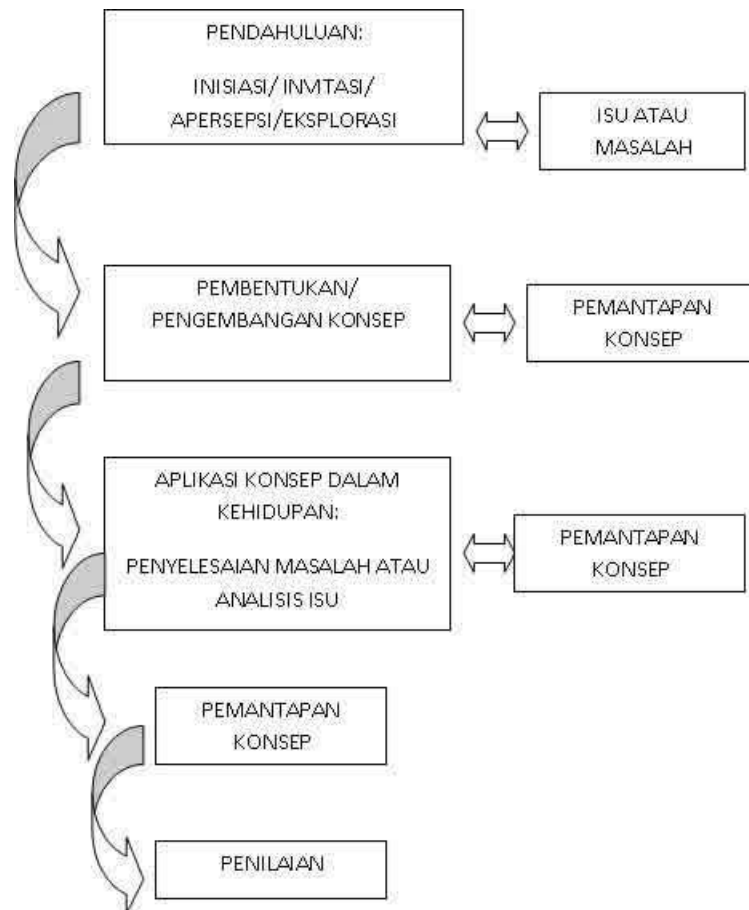 PENDAHULUAN:
INISIASI/ INVITASI/
APERSEPSI/EKSPLORASI
ISU ATAU
MASALAH
PEMBENTUKAN/
PENGEMBANGAN KONSEP
PEMANTAPAN
KONSEP
APLIKASI KONSEP DALAM
KEHIDUPAN:
PENYELESAIAN MASALAH ATAU
ANALISIS ISU
PEMANTAPAN
KONSEP
PEMANTAPAN
KONSEP
PENILAIAN